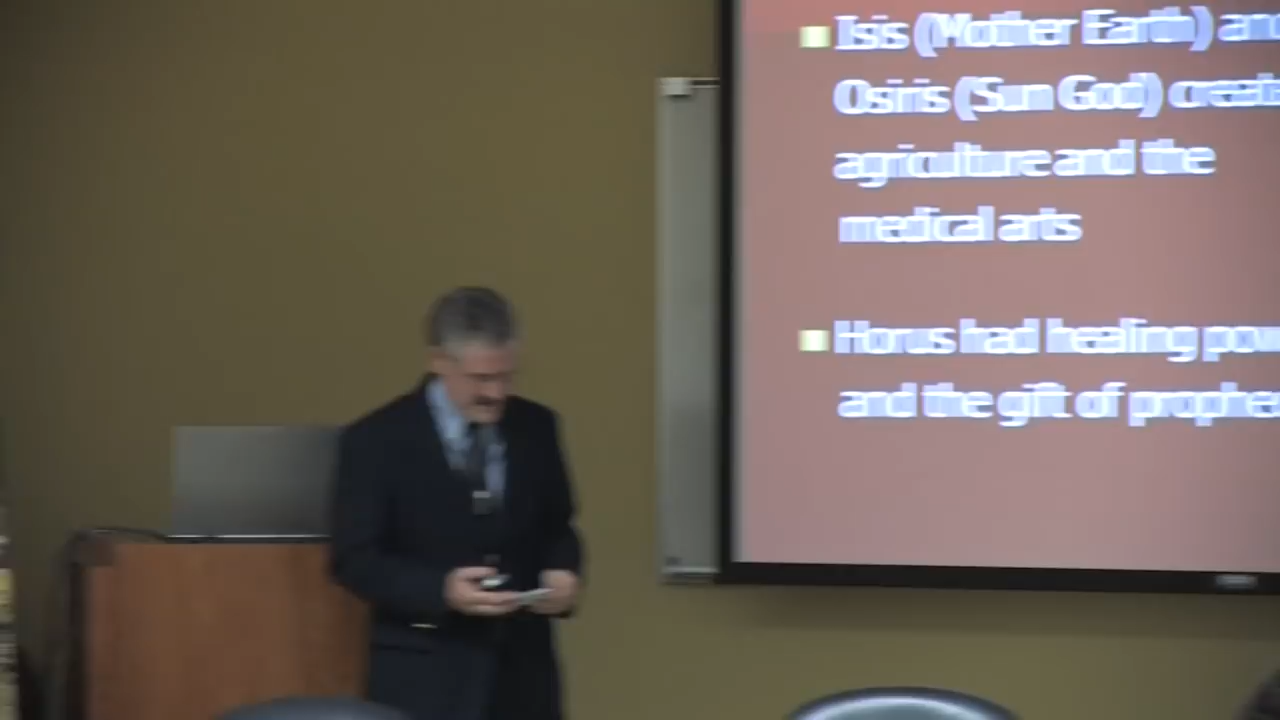 Isis (Mother Earth) and
Osiris (Sun God) creat
agriculture and the
medical arts
Horus had healing pow
and the gift of prophe